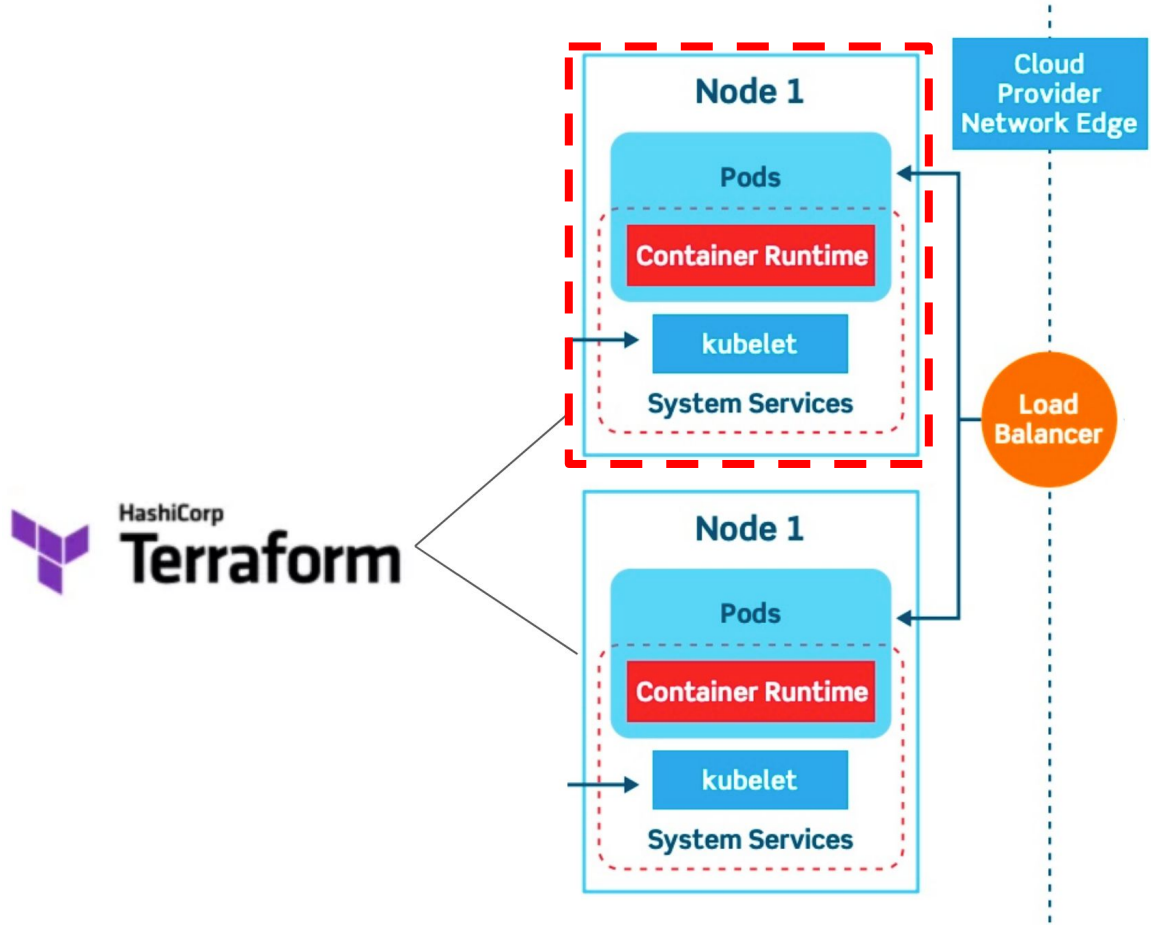 Node 1
Pods
Container Runtime
kubelet
System Services
Cloud
Provider
Network Edge
Load
Balancer
HashiCorp
Terraform
Node 1
Pods
Container Runtime
kubelet
System Services